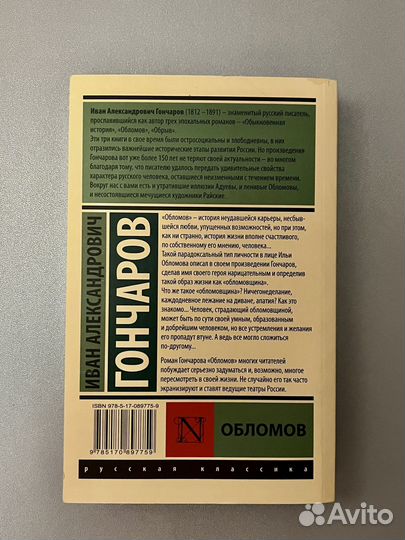 Иван Александрович Гончаров (1812 –1891) – знаменитый русский писатель,
прославившийся как автор трех эпохальных романов – «Обыкновенная
история», «Обломов», «Обрыв».
Эти три книги в свое время были остросоциальны и злободневны, в них
отразились важнейшие исторические этапы развития России. Но произведения
Гончарова вот уже более 150 лет не теряют своей актуальности – во многом
благодаря тому, что писателю удалось передать удивительные свойства
характера русского человека, оставшиеся неизменными с течением времени.
Вокруг нас с вами есть и утратившие иллюзии Адуевы, и ленивые Обломовы,
и несостоявшиеся мечущиеся художники Райские.
ИВАН АЛЕКСАНДРОВИЧ
ГОНЧАРОВ
«Обломов» – история неудавшейся карьеры, несбыв-
шейся любви, упущенных возможностей, но при этом,
как ни странно, история жизни вполне счастливого,
по собственному его мнению, человека...
Такой парадоксальный тип личности в лице Ильи
Обломова описал в своем произведении Гончаров,
сделав имя своего героя нарицательным и определив
такой образ жизни как «обломовщина».
Что же такое «обломовщина»? Ничегонеделание,
каждодневное лежание на диване, апатия? Как это
знакомо... Человек, страдающий обломовщиной,
может быть по сути своей умным, образованным
и добрейшим человеком, но все устремления и желания
его пропадут втуне. А ведь все могло сложиться
по-другому...
Роман Гончарова «Обломов» многих читателей
побуждает серьезно задуматься и, возможно, многое
пересмотреть в своей жизни. Не случайно его так часто
экранизируют и ставят ведущие театры России.
ISBN 978-5-17-089775-9
9 785170 897759
N
ОБЛОМОВ
русская классика
Avito